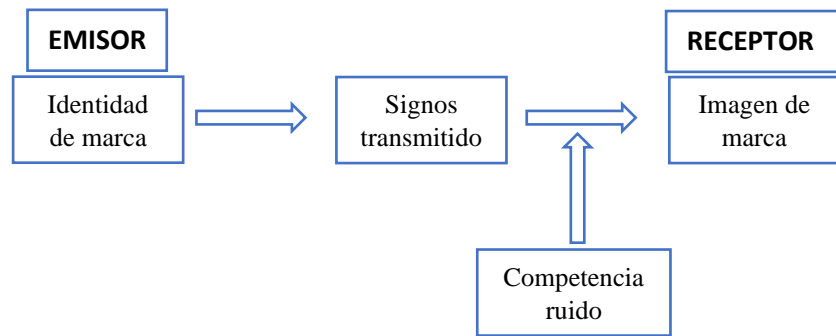 EMISOR
RECEPTOR
Identidad
de marca
Signos
transmitido
Imagen de
marca
Competencia
ruido